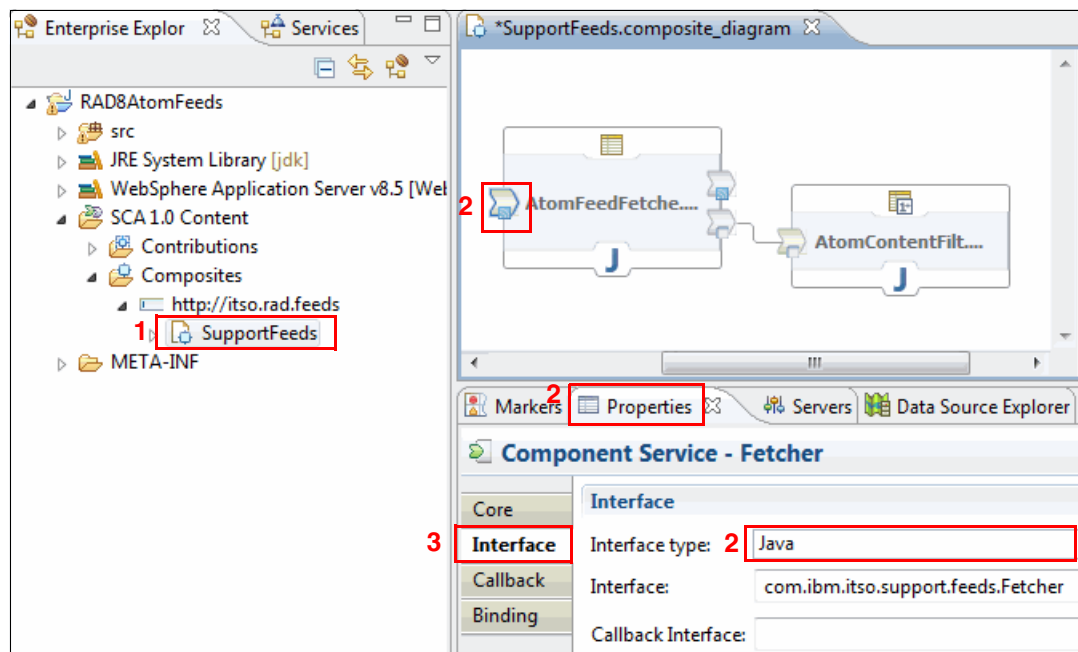 Enterprise Explor
Services
RAD8AtomFeeds
src
JRE System Library [jdk]
WebSphere Application Server v8.5 [Wel
SCA 1.0 Content
Contributions
Composites
http://itso.rad.feeds
1
SupportFeeds
META-INF
*SupportFeeds.composite_diagram
2
AtomFeedFetche....
J
AtomContentFilt....
J
Markers
2
Properties
Servers
Data Source Explorer
Component Service - Fetcher
Core
3
Interface
Callback
Binding
Interface
Interface type:
2
Java
Interface:
com.ibm.itso.support.feeds.Fetcher
Callback Interface: